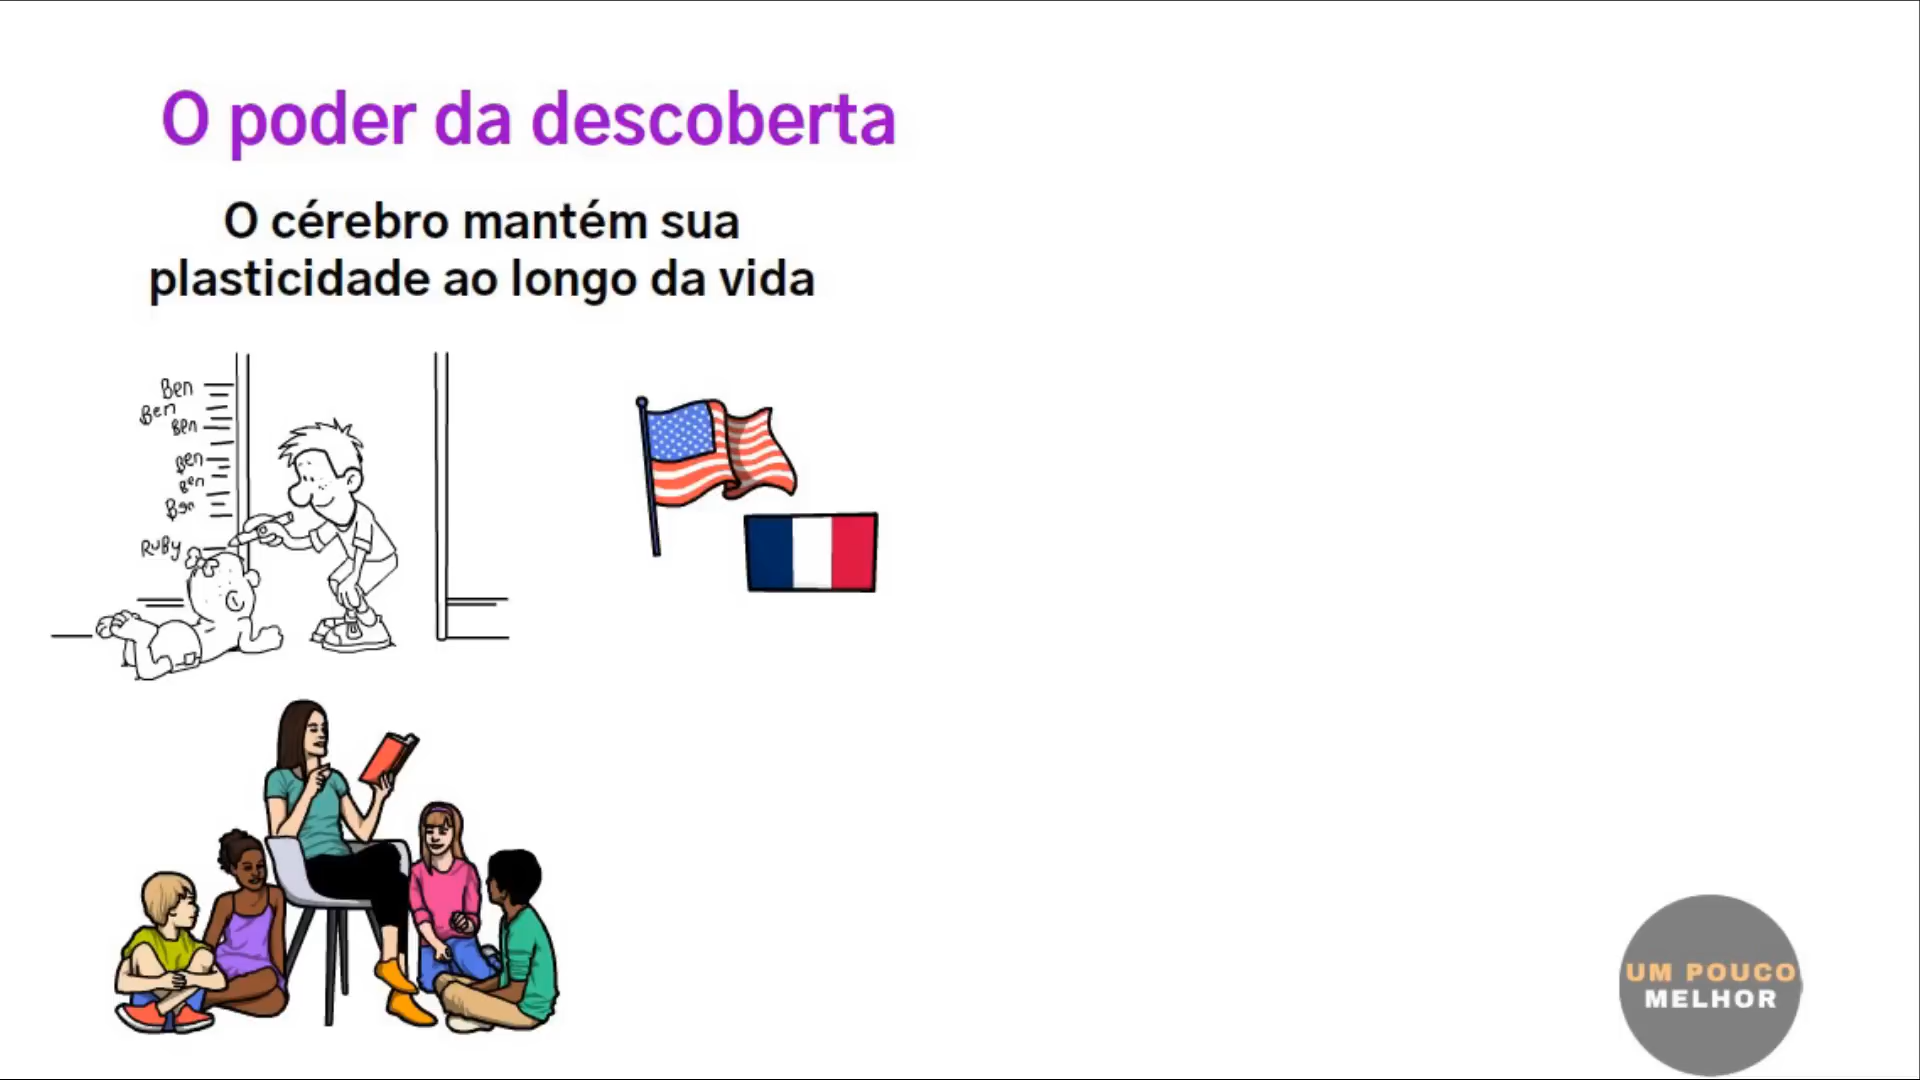 O poder da descoberta
O cérebro mantém sua
plasticidade ao longo da vida
Ben
Ben
Ben
Ben
Ben
Ben
RUBY
UM POUCO
MELHOR